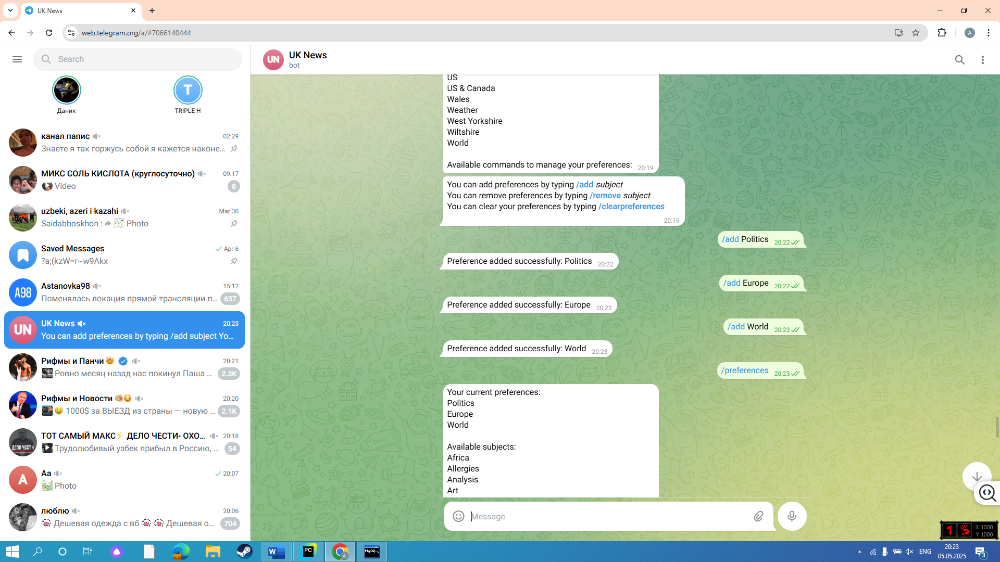 UK News
web.telegram.org/a/#7066140444
A
Search
Даник
T
TRIPLE H
канал папис
02:29
Знаете я так горжусь собой я кажется наконе...
МИКС СОЛЬ КИСЛОТА (круглосуточно)
09:17
Video
8
uzbeki, azeri i kazahi
Mar 30
Saidabboskhon : Photo
Saved Messages
Apr 6
?a;(kzW=r~w9Akx
A98
Astanovka98
15:12
Поменялась локация прямой трансляции п...
637
UN
UK News
20:23
You can add preferences by typing /add subject Yo...
Рифмы и Панчи
20:21
Ровно месяц назад нас покинул Паша ...
2.3K
Рифмы и Новости
20:20
1000$ за ВЫЕЗД из страны — новую ...
2.1K
ДЕЛО ЧЕСТИ
ТОТ САМЫЙ МАКС⚡ ДЕЛО ЧЕСТИ- ОХО...
20:18
Трудолюбивый узбек прибыл в Россию, ...
54
A
Aa
20:07
Photo
люблю
20:06
Дешевая одежда с вб Дешевая о...
704
UN
UK News
bot
US
US & Canada
Wales
Weather
West Yorkshire
Wiltshire
World
Available commands to manage your preferences:
20:19
You can add preferences by typing /add subject
You can remove preferences by typing /remove subject
You can clear your preferences by typing /clearpreferences
20:19
/add Politics 20:22
Preference added successfully: Politics 20:22
/add Europe 20:22
Preference added successfully: Europe 20:22
/add World 20:23
Preference added successfully: World 20:23
/preferences 20:23
Your current preferences:
Politics
Europe
World
Available subjects:
Africa
Allergies
Analysis
Art
Message
X 1000
Y 1000
W
PC
A
MySQL
ENG
20:23
05.05.2025
3